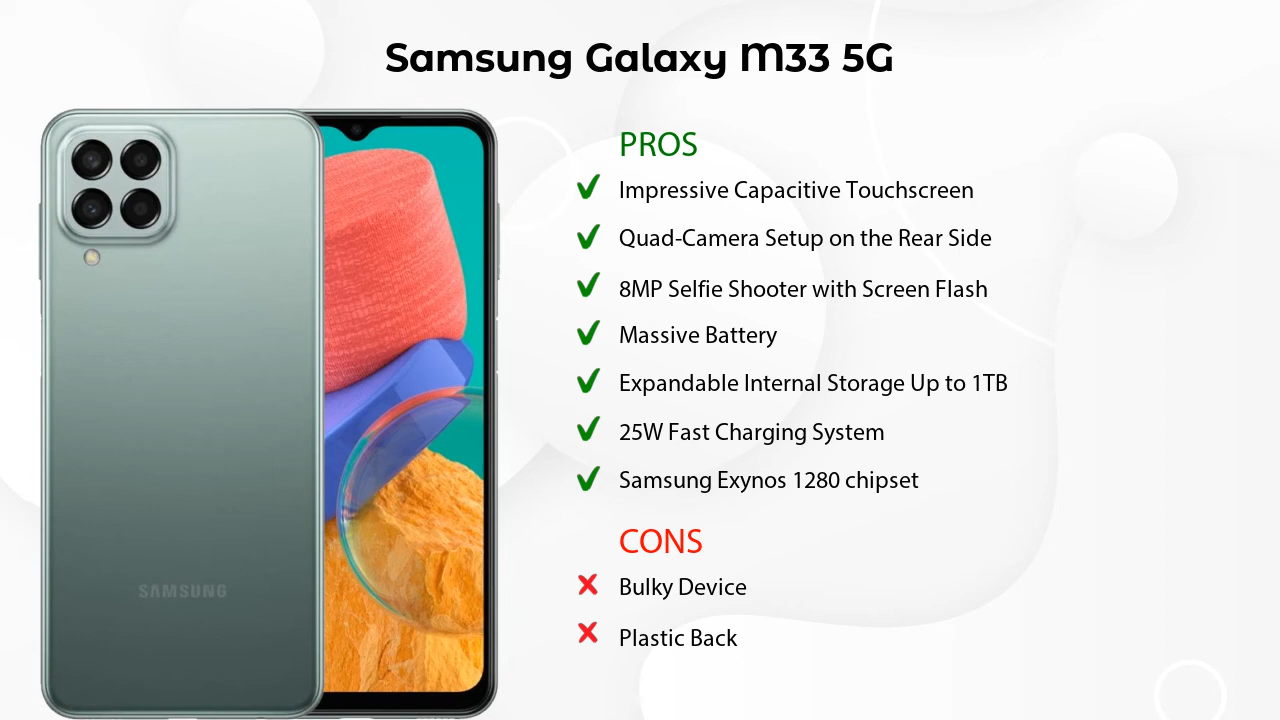 Samsung Galaxy M33 5G
PROS
Impressive Capacitive Touchscreen
Quad-Camera Setup on the Rear Side
8MP Selfie Shooter with Screen Flash
Massive Battery
Expandable Internal Storage Up to 1TB
25W Fast Charging System
Samsung Exynos 1280 chipset
CONS
Bulky Device
Plastic Back
SAMSUNG